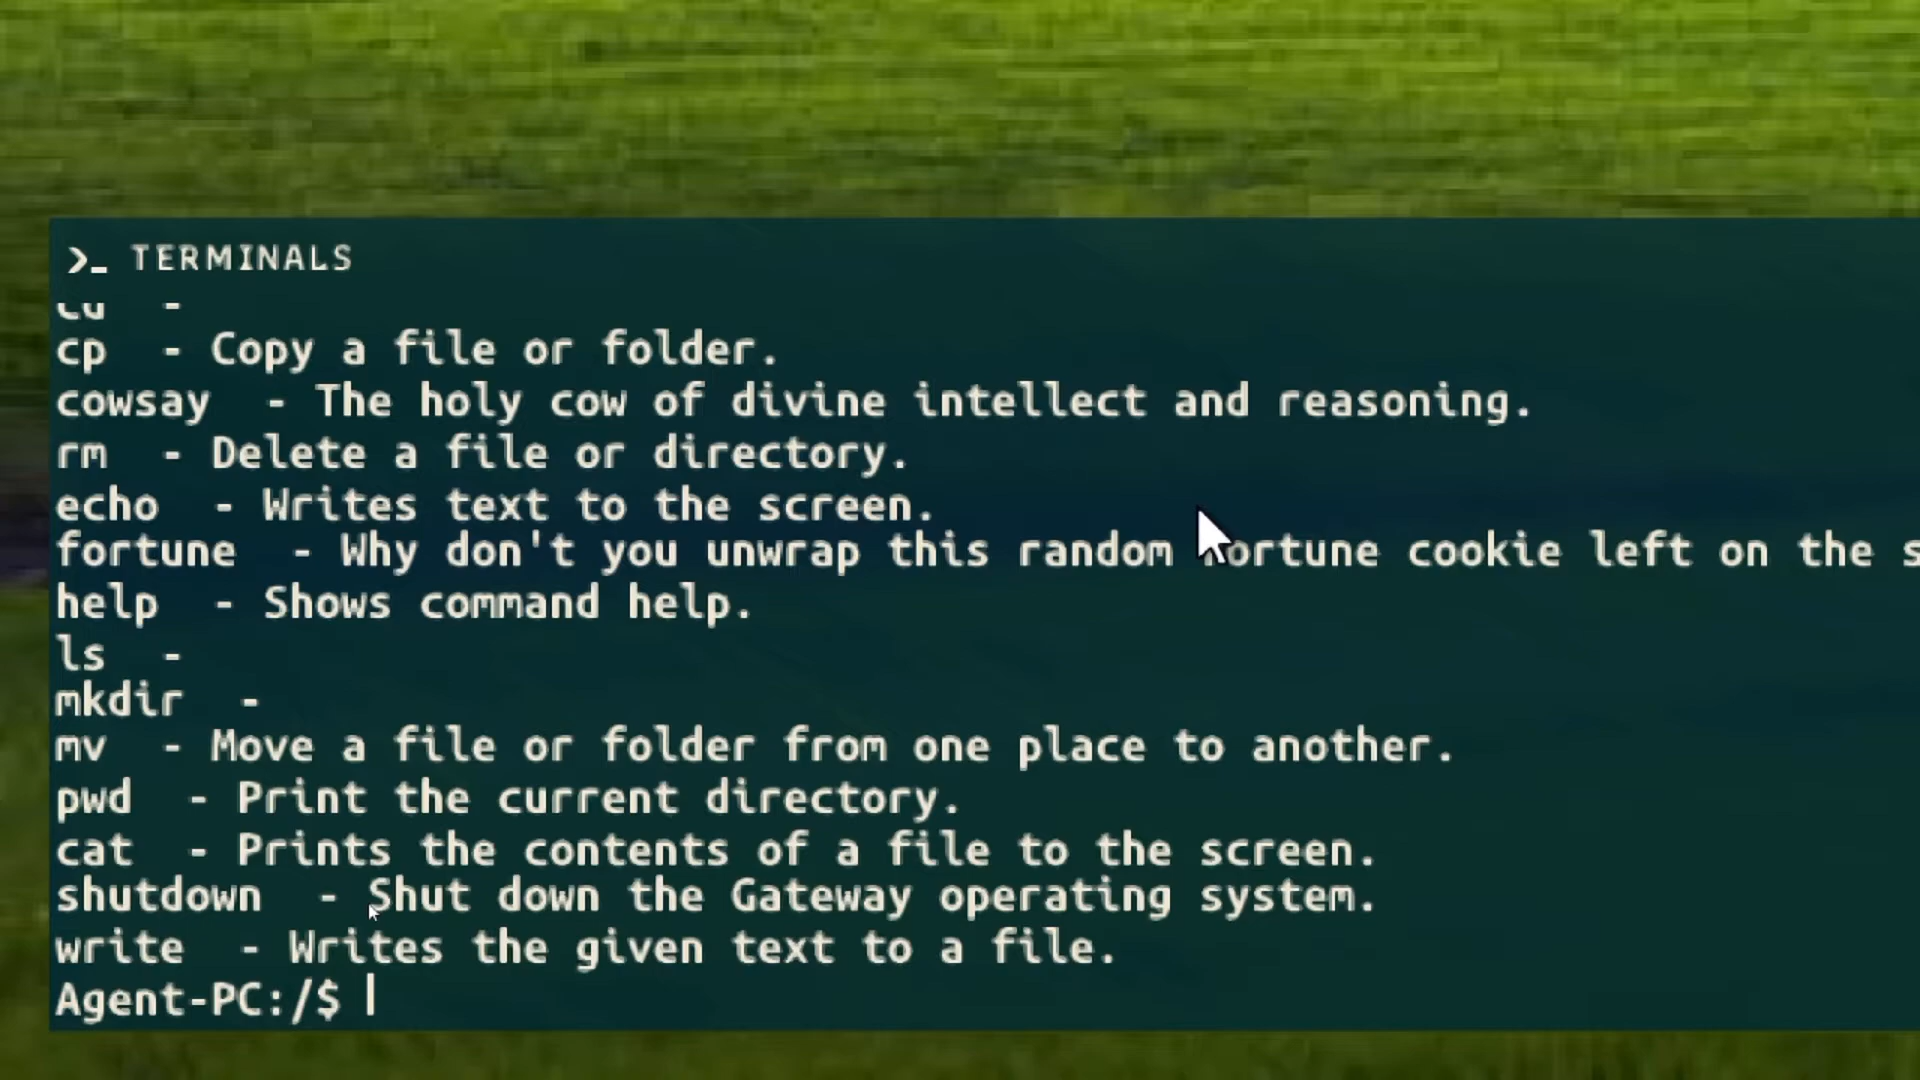 >_ TERMINALS
cd -
cp - Copy a file or folder.
cowsay - The holy cow of divine intellect and reasoning.
rm - Delete a file or directory.
echo - Writes text to the screen.
fortune - Why don't you unwrap this random fortune cookie left on the
help - Shows command help.
ls -
mkdir -
mv - Move a file or folder from one place to another.
pwd - Print the current directory.
cat - Prints the contents of a file to the screen.
shutdown - Shut down the Gateway operating system.
write - Writes the given text to a file.
Agent-PC:/$